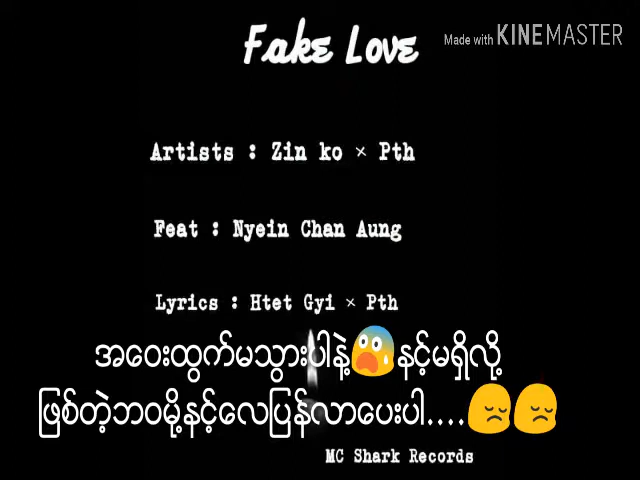 Fake Love
Made with KINEMASTER
Artists : Zin ko × Pth
Feat : Nyein Chan Aung
Lyrics : Htet Gyi × Pth
အဝေးထွက်မသွားပါနဲ့😨နင့်မရှိလို့
ဖြစ်တဲ့ဘဝမို့နင့်လေပြန်လာပေးပါ....😔😔
MC Shark Records